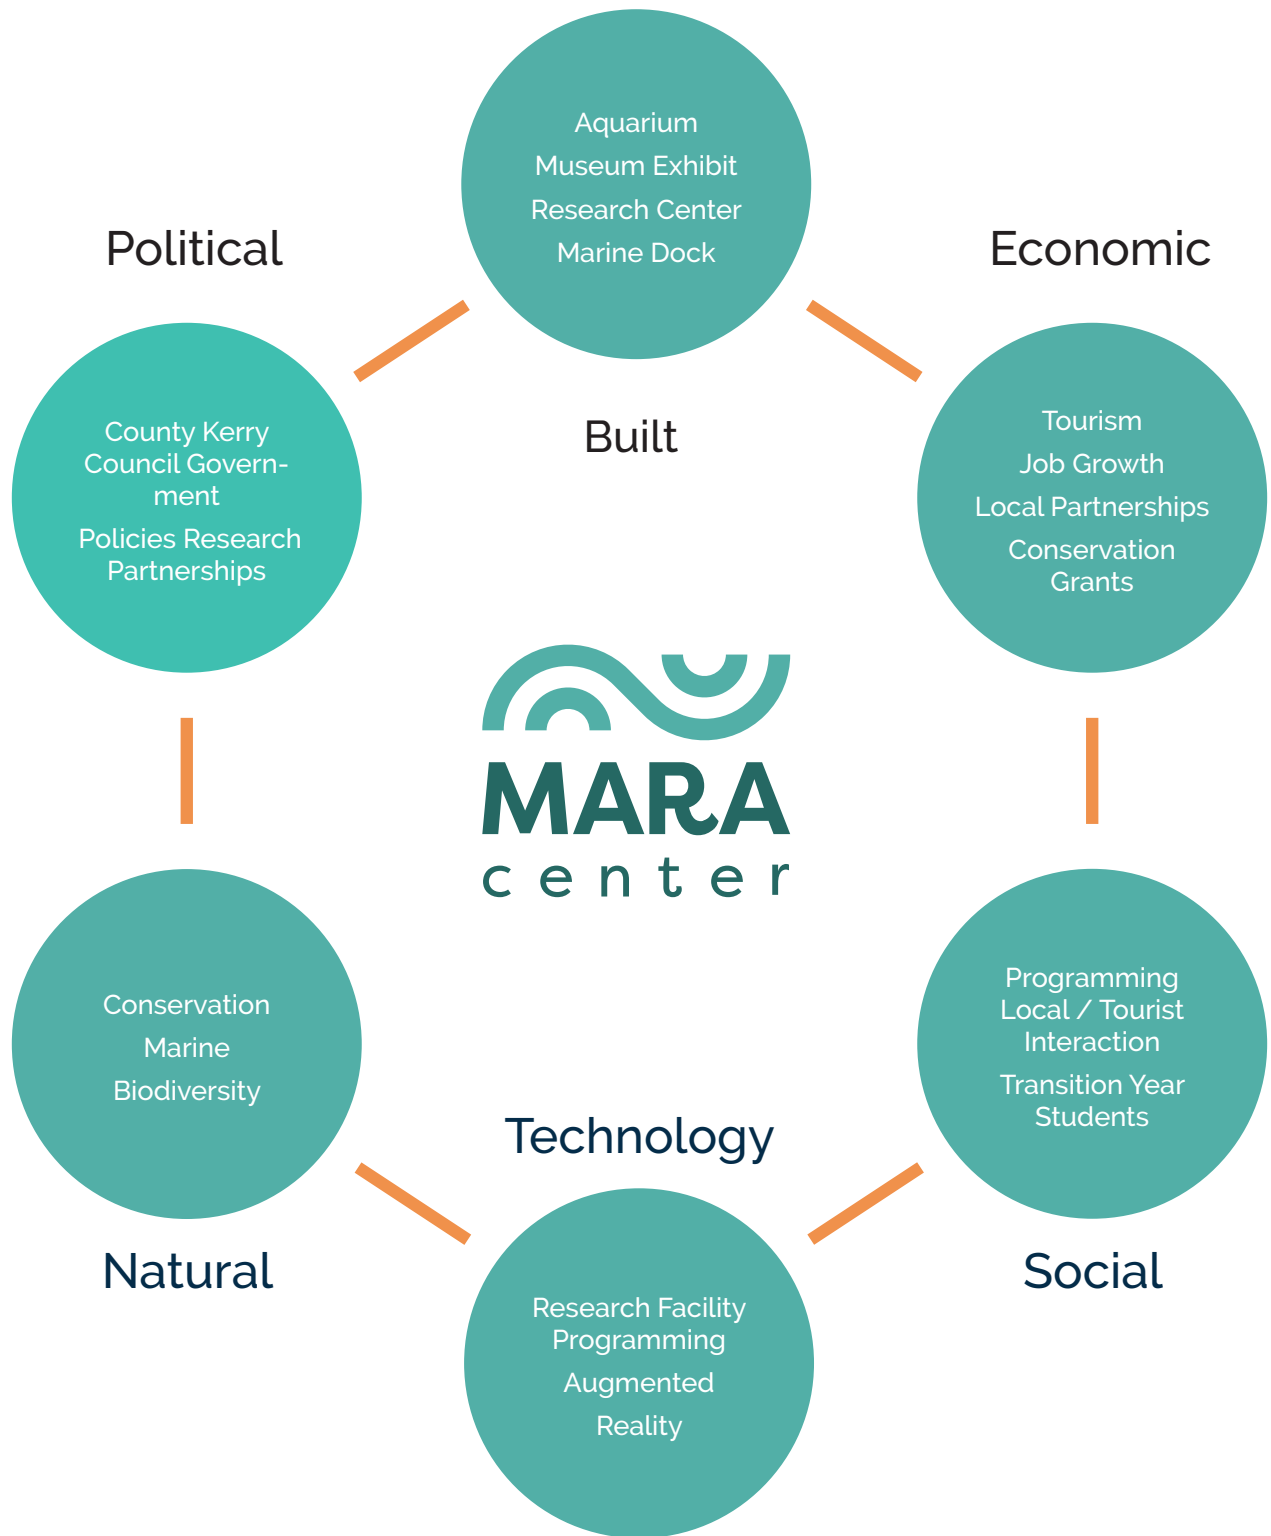 Aquarium
Museum Exhibit
Research Center
Marine Dock
Political
Economic
County Kerry
Council Govern-
ment
Policies Research
Partnerships
Built
Tourism
Job Growth
Local Partnerships
Conservation
Grants
MARA
center
Conservation
Marine
Biodiversity
Programming
Local / Tourist
Interaction
Transition Year
Students
Technology
Natural
Social
Research Facility
Programming
Augmented
Reality